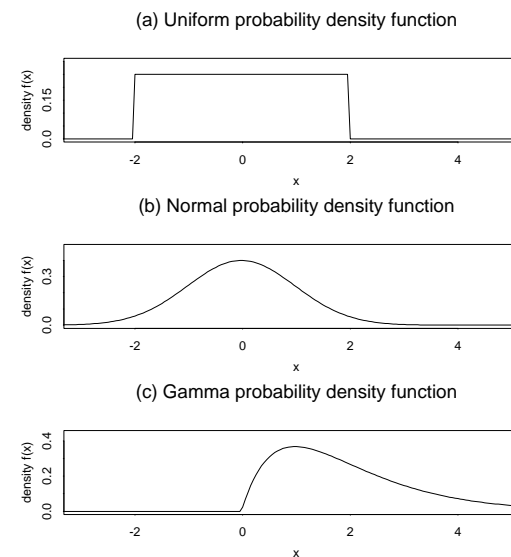 (a) Uniform probability density function
density f(x)
0.15
0.0
-2 0 2 4
x
(b) Normal probability density function
density f(x)
0.3
0.0
-2 0 2 4
x
(c) Gamma probability density function
density f(x)
0.4
0.2
0.0
-2 0 2 4
x